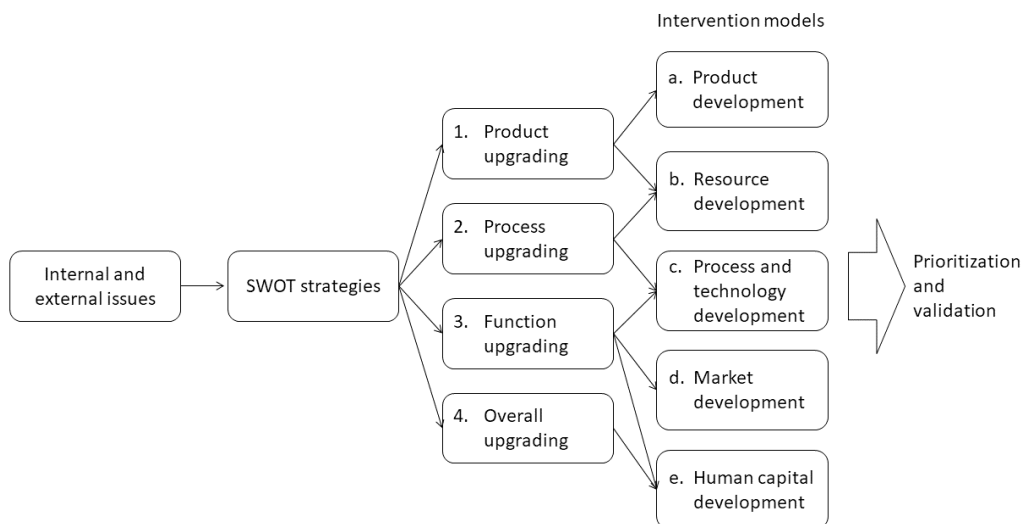 Intervention models
Internal and
external issues
SWOT strategies
1. Product
upgrading
2. Process
upgrading
3. Function
upgrading
4. Overall
upgrading
a. Product
development
b. Resource
development
c. Process and
technology
development
d. Market
development
e. Human capital
development
Prioritization
and
validation